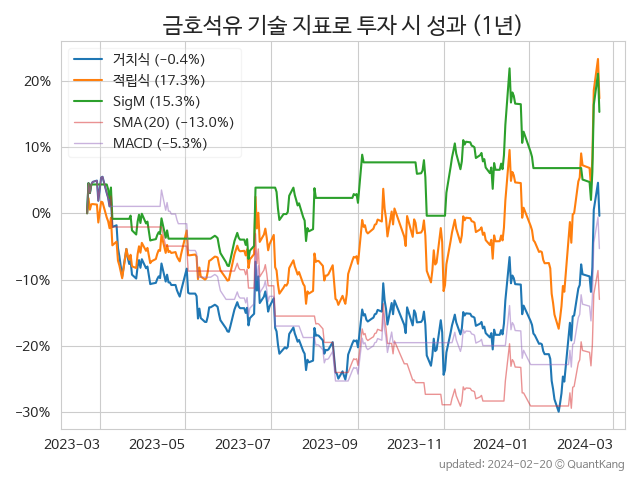 금호석유 기술 지표로 투자 시 성과 (1년)
거치식 (−0.4%)
적립식 (17.3%)
SigM (15.3%)
SMA(20) (−13.0%)
MACD (−5.3%)
20%
10%
0%
−10%
−20%
−30%
2023-03 2023-05 2023-07 2023-09 2023-11 2024-01 2024-03
updated: 2024-02-20 © QuantKang